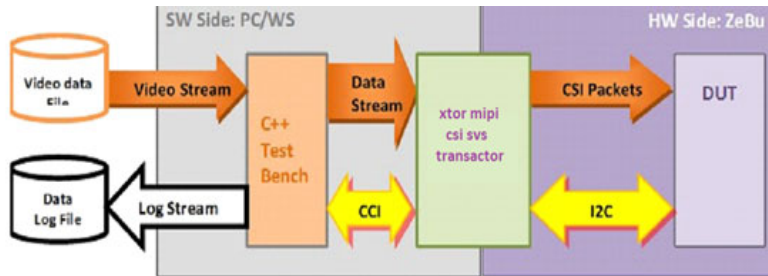 SW Side: PC/WS
HW Side: ZeBu
Video data
File
Video Stream
C++
Test
Bench
Data
Stream
xtor mipi
csi svs
transactor
CSI Packets
DUT
Data
Log File
Log Stream
CCI
I2C